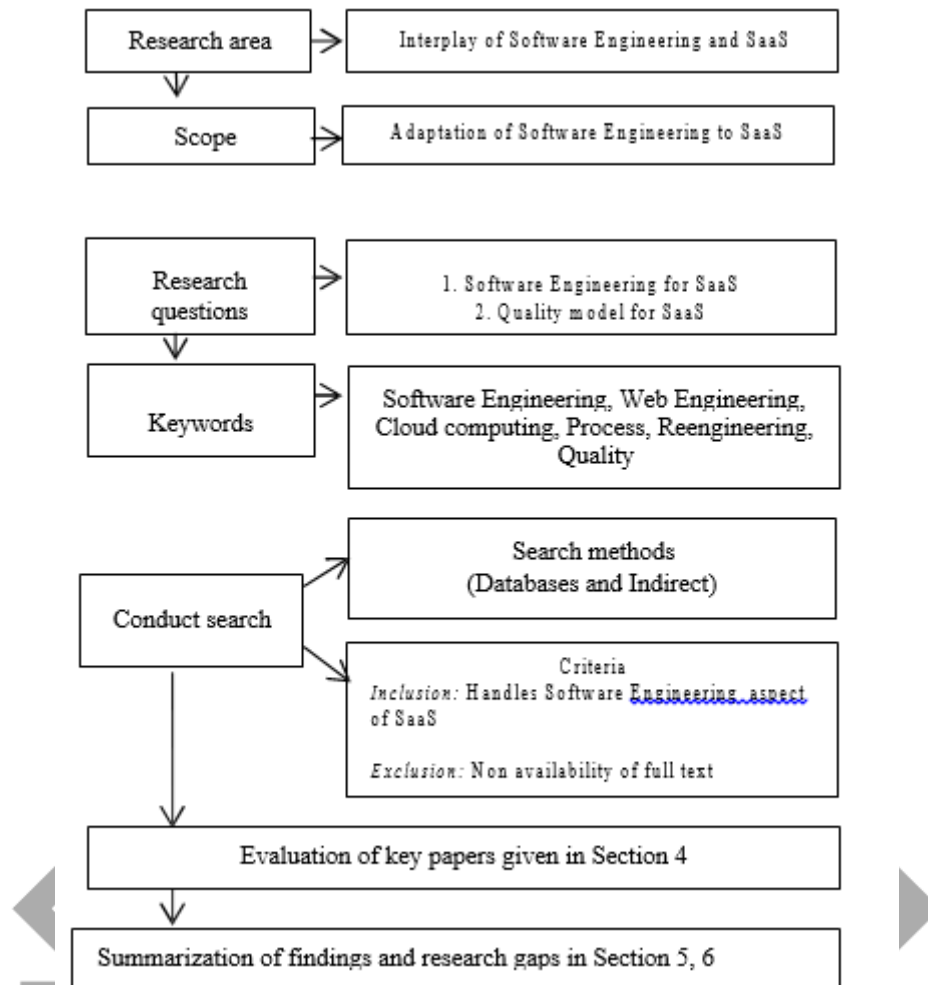 Research area
Interplay of Software Engineering and SaaS
Scope
Adaptation of Software Engineering to SaaS
Research
questions
1. Software Engineering for SaaS
2. Quality model for SaaS
Keywords
Software Engineering, Web Engineering,
Cloud computing, Process, Reengineering,
Quality
Conduct search
Search methods
(Databases and Indirect)
Criteria
Inclusion: Handles Software Engineering aspect
of SaaS
Exclusion: Non availability of full text
Evaluation of key papers given in Section 4
Summarization of findings and research gaps in Section 5, 6